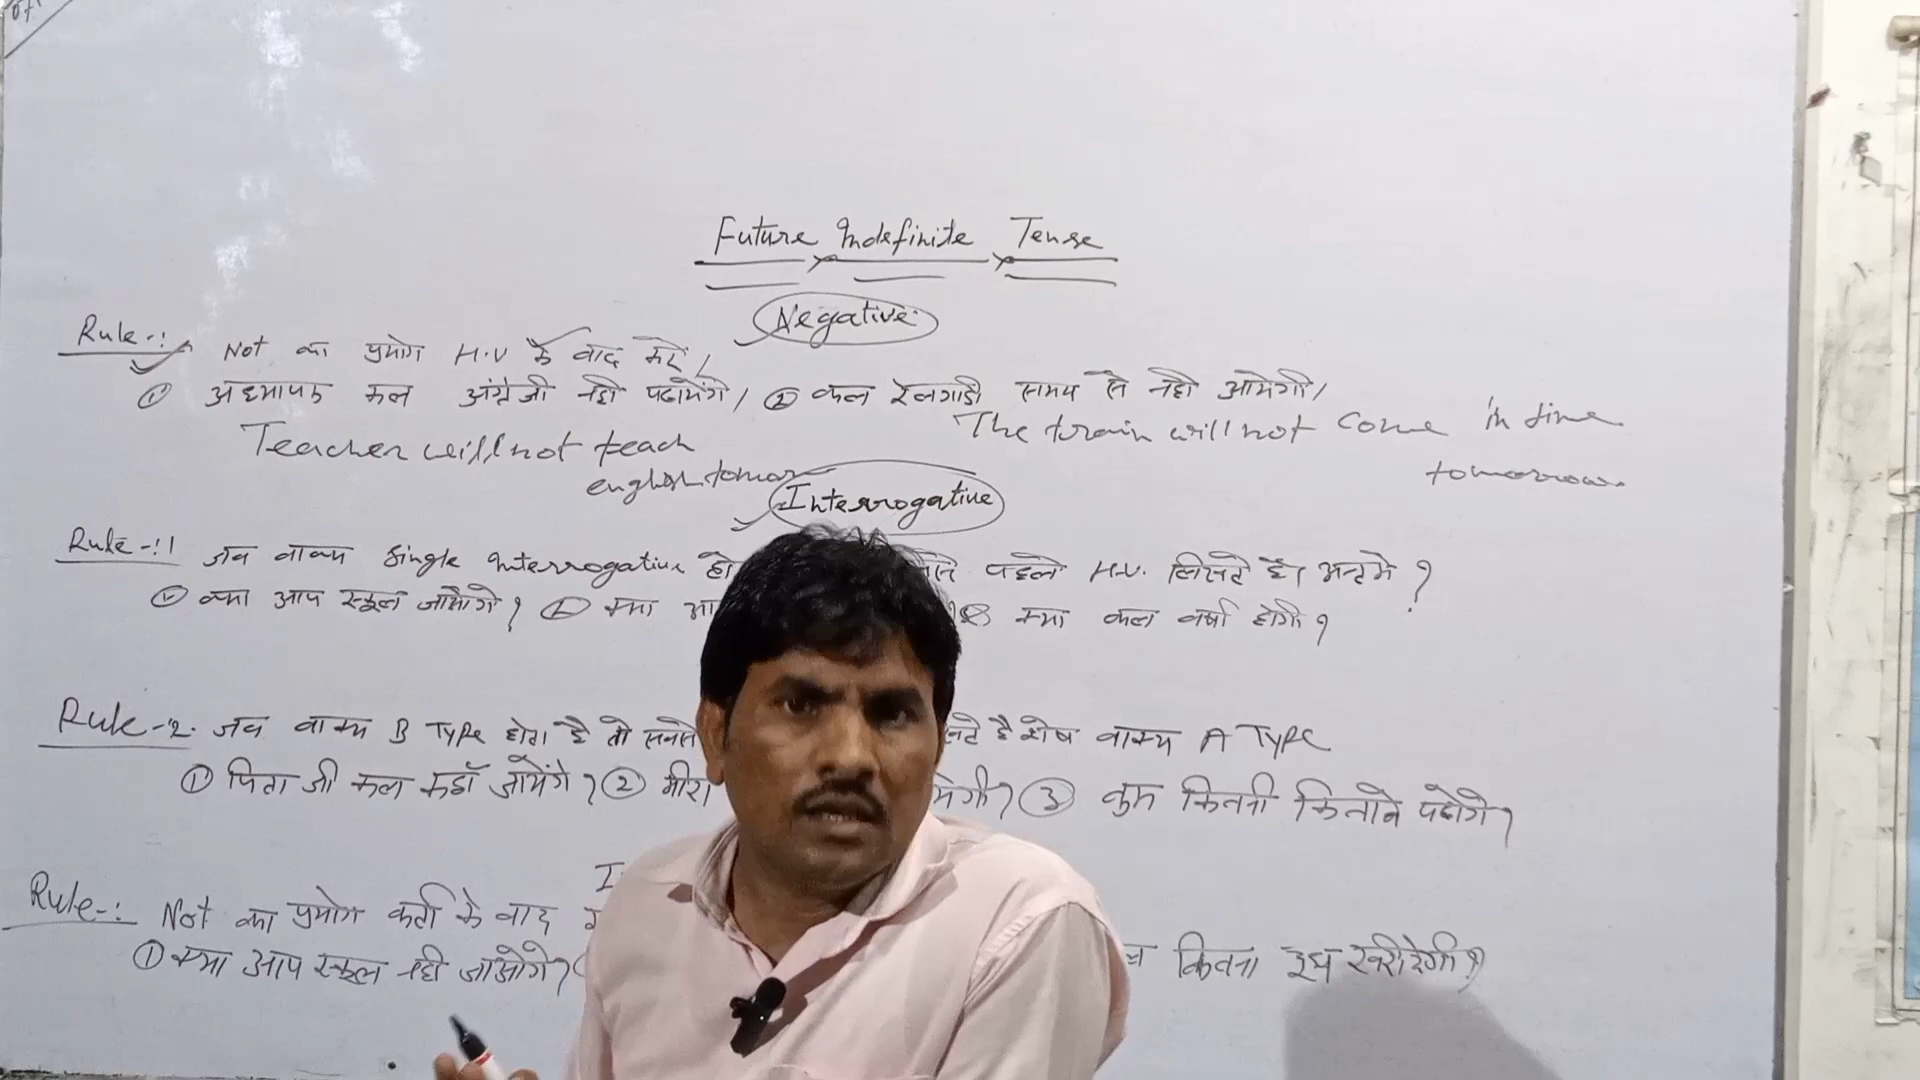 Future Indefinite Tense
Negative
Rule-: Not का प्रयोग H.V के बाद करें।
① अध्यापक कल अंग्रेजी नही पढायेंगे। ② कल रेलगाडी समय से नही आयेगी।
Teacher will not teach english tomor
The train will not come in time tomorrow.
Interrogative
Rule-:1 जब वाक्य Single Interrogative हो पहले H.V. लिखते है। अन्त मे ?
① क्या आप स्कूल जाओगे? ② क्या आ क्या कल वर्षा होगी?
Rule-2. जब वाक्य B Type होता है तो सबसे है शेष वाक्य A Type
① पिता जी कल कहाँ जायेंगे? ② मीरा येगी? ③ तुम कितनी किताबे पढोगे?
Rule-: Not का प्रयोग कर्ता के बाद
① क्या आप स्कूल नही जाओगे? कितना दूध खरीदेगी?